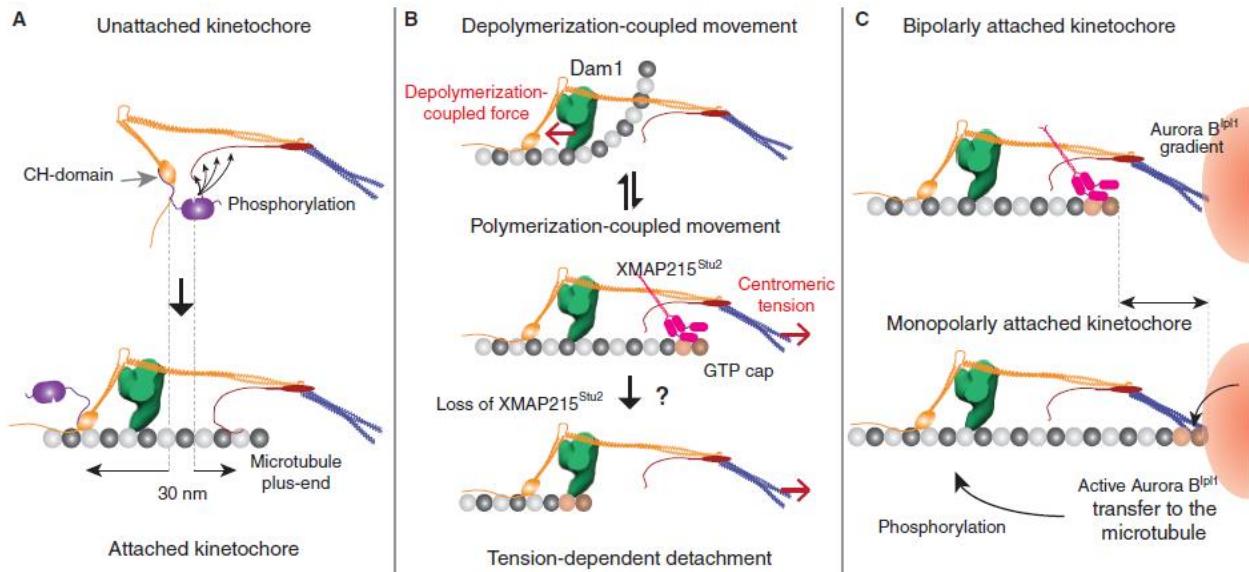 A
Unattached kinetochore
CH-domain
Phosphorylation
30 nm
Microtubule
plus-end
Attached kinetochore
B
Depolymerization-coupled movement
Dam1
Depolymerization-
coupled force
Polymerization-coupled movement
XMAP215Stu2
Centromeric
tension
GTP cap
Loss of XMAP215Stu2
?
Tension-dependent detachment
C
Bipolarly attached kinetochore
Aurora BIpl1
gradient
Monopolarly attached kinetochore
Active Aurora BIpl1
transfer to the
microtubule
Phosphorylation